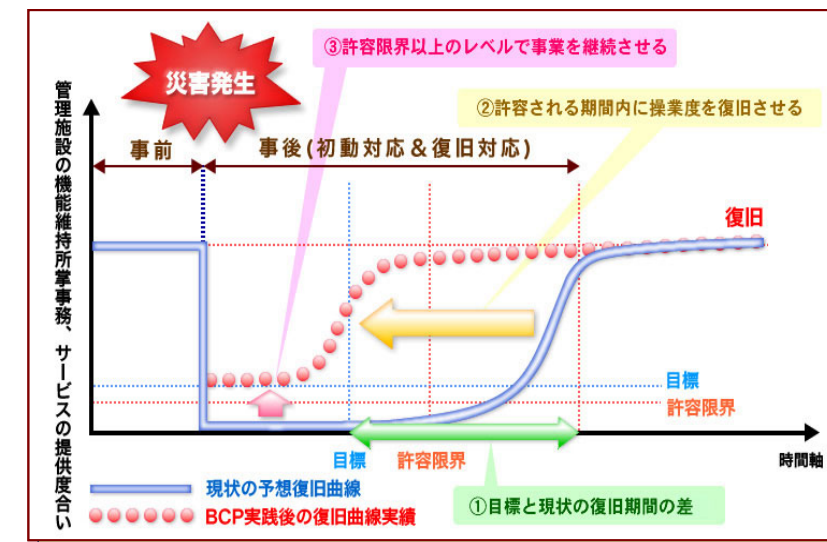 ③許容限界以上のレベルで事業を継続させる
災害発生
②許容される期間内に操業度を復旧させる
事前
事後(初動対応&復旧対応)
管理施設の機能維持所掌事務、サービスの提供度合い
復旧
目標
許容限界
目標
許容限界
時間軸
現状の予想復旧曲線
①目標と現状の復旧期間の差
BCP実践後の復旧曲線実績